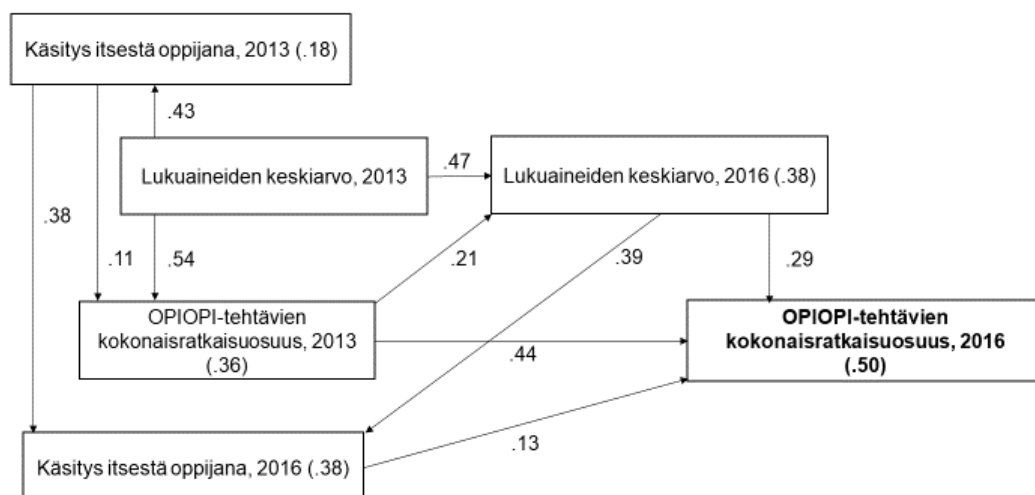 Käsitys itsestä oppijana, 2013 (.18)
.43
Lukuaineiden keskiarvo, 2013
.47
Lukuaineiden keskiarvo, 2016 (.38)
.38
.11
.54
.21
.39
.29
OPIOPI-tehtävien
kokonaisratkaisuosuus, 2013
(.36)
.44
OPIOPI-tehtävien
kokonaisratkaisuosuus, 2016
(.50)
.13
Käsitys itsestä oppijana, 2016 (.38)